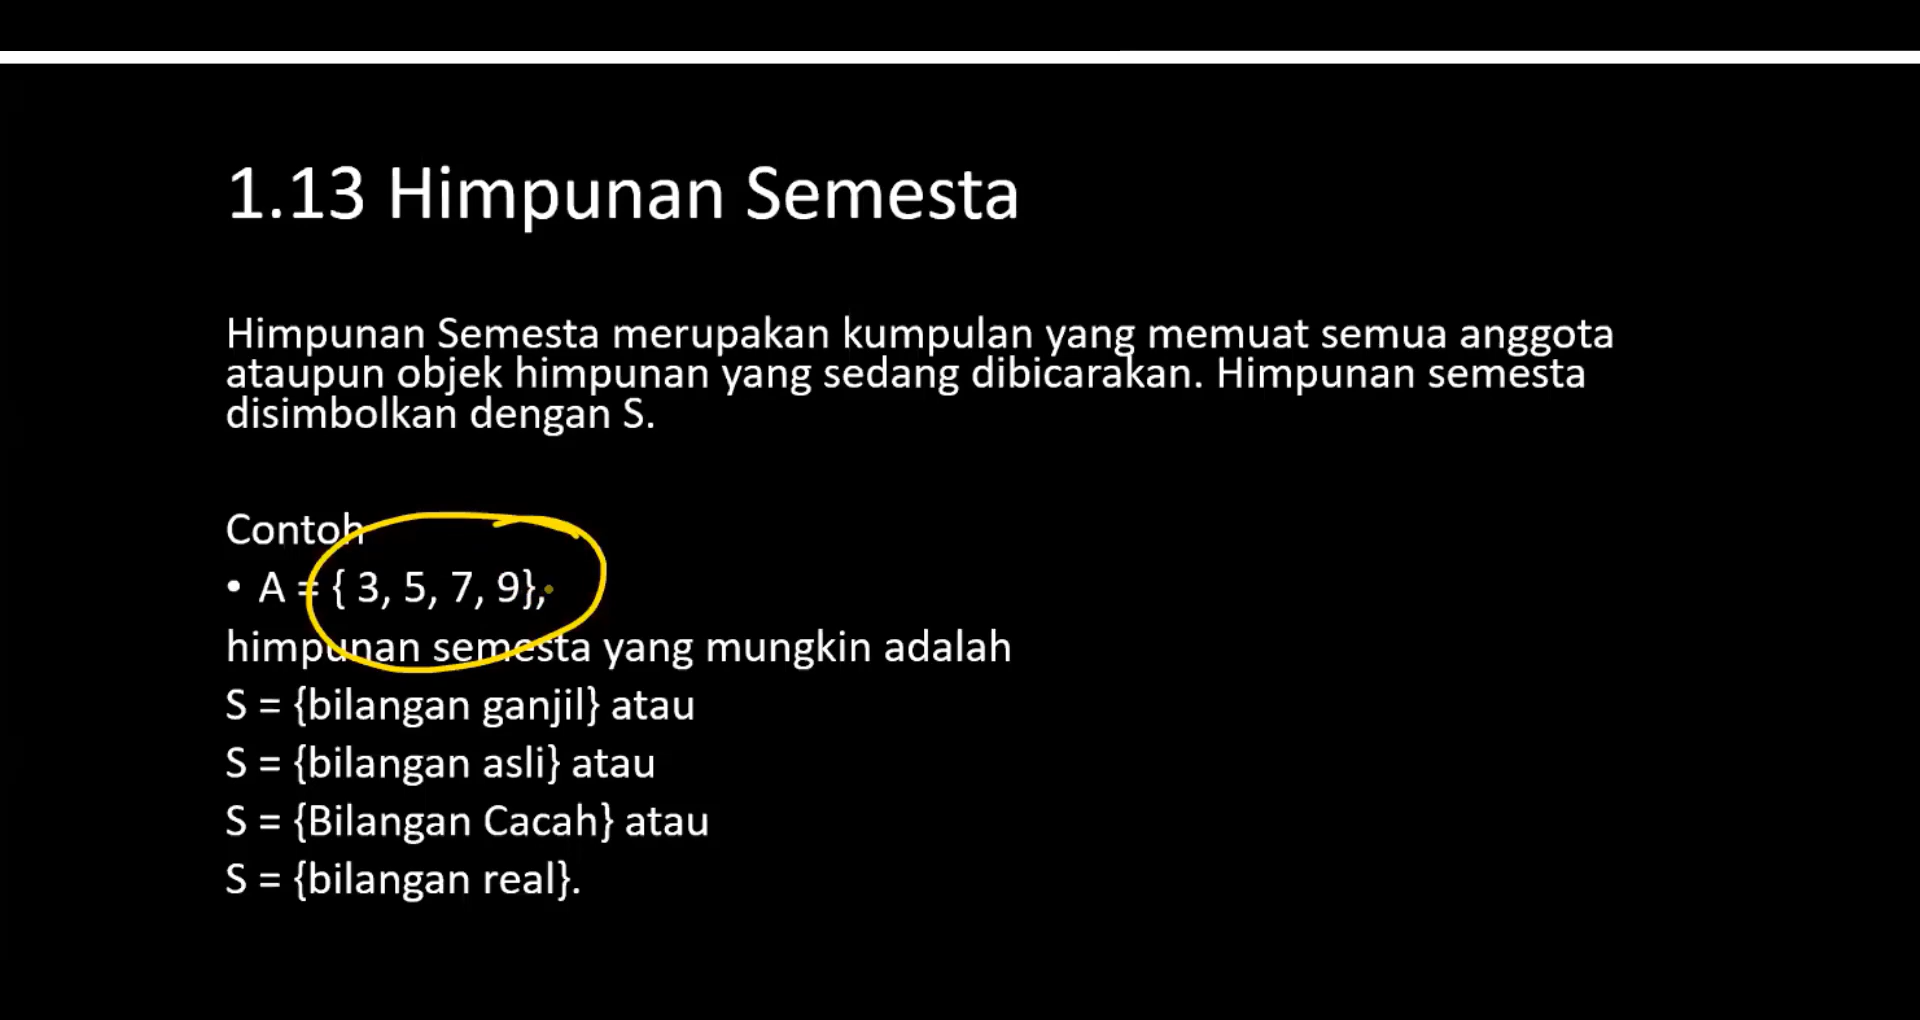 1.13 Himpunan Semesta
Himpunan Semesta merupakan kumpulan yang memuat semua anggota
ataupun objek himpunan yang sedang dibicarakan. Himpunan semesta
disimbolkan dengan S.
Contoh
• A = { 3, 5, 7, 9},
himpunan semesta yang mungkin adalah
S = {bilangan ganjil} atau
S = {bilangan asli} atau
S = {Bilangan Cacah} atau
S = {bilangan real}.